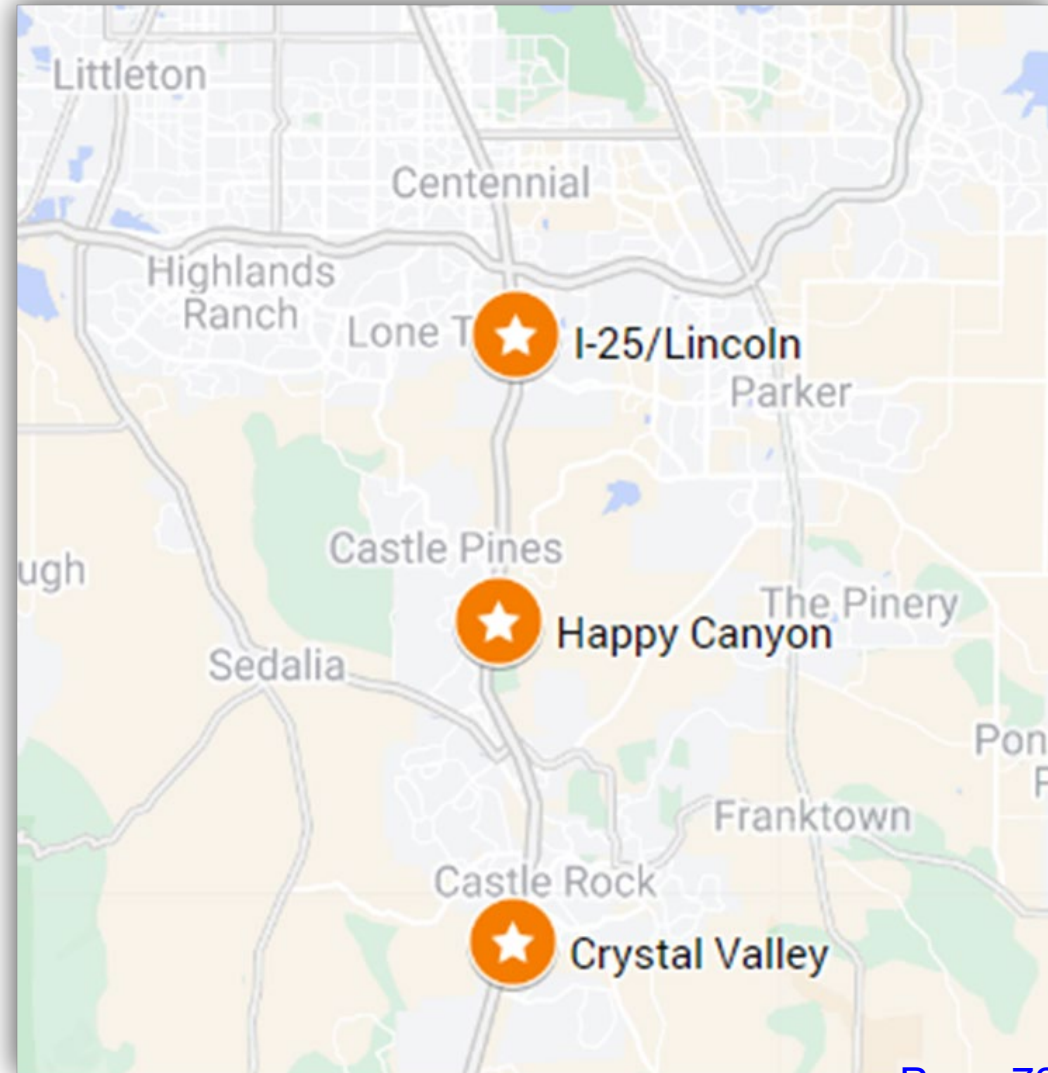 Littleton
Centennial
Highlands
Ranch
Lone T
I-25/Lincoln
Parker
Castle Pines
ugh
The Pinery
Happy Canyon
Sedalia
Pon
Franktown
Castle Rock
Crystal Valley